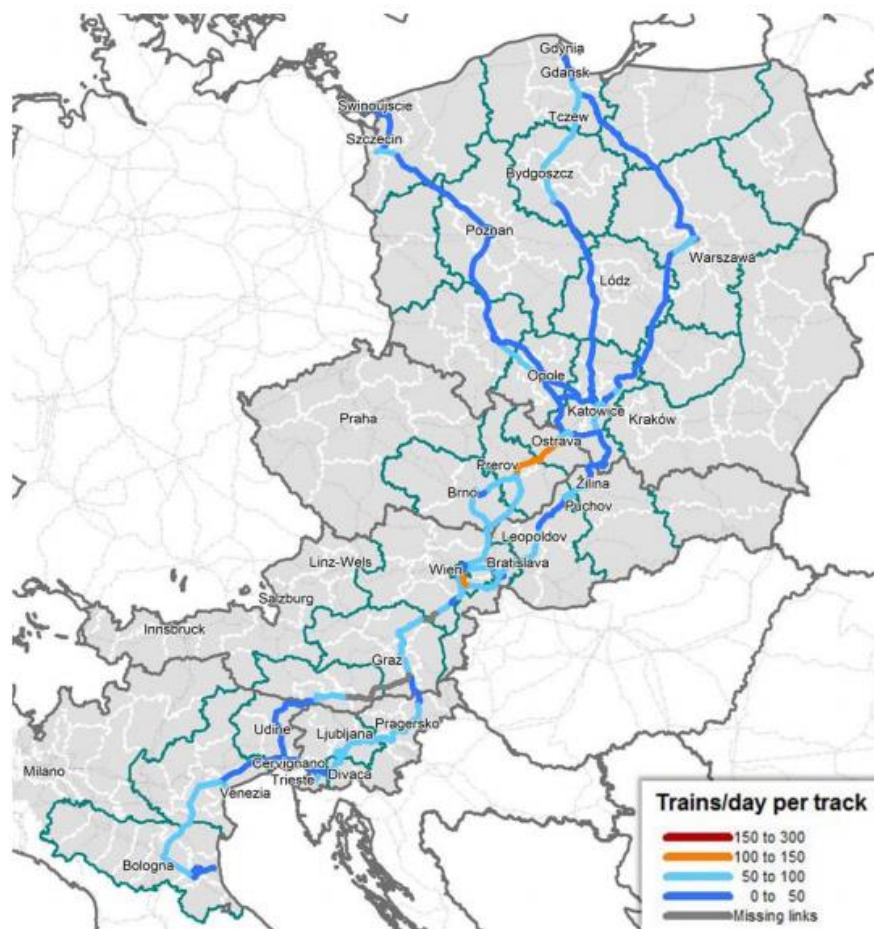 Gdynia
Gdańsk
Swinoujscie
Tczew
Szczecin
Bydgoszcz
Poznan
Warszawa
Lódz
Opole
Katowice
Kraków
Praha
Ostrava
Prerov
Brno
Žilina
Puchov
Leopoldov
Linz-Wels
Wien
Bratislava
Salzburg
Innsbruck
Graz
Udine
Ljubljana
Pragersko
Cervignano
Milano
Trieste
Divaca
Venezia
Bologna
Trains/day per track
150 to 300
100 to 150
50 to 100
0 to 50
Missing links